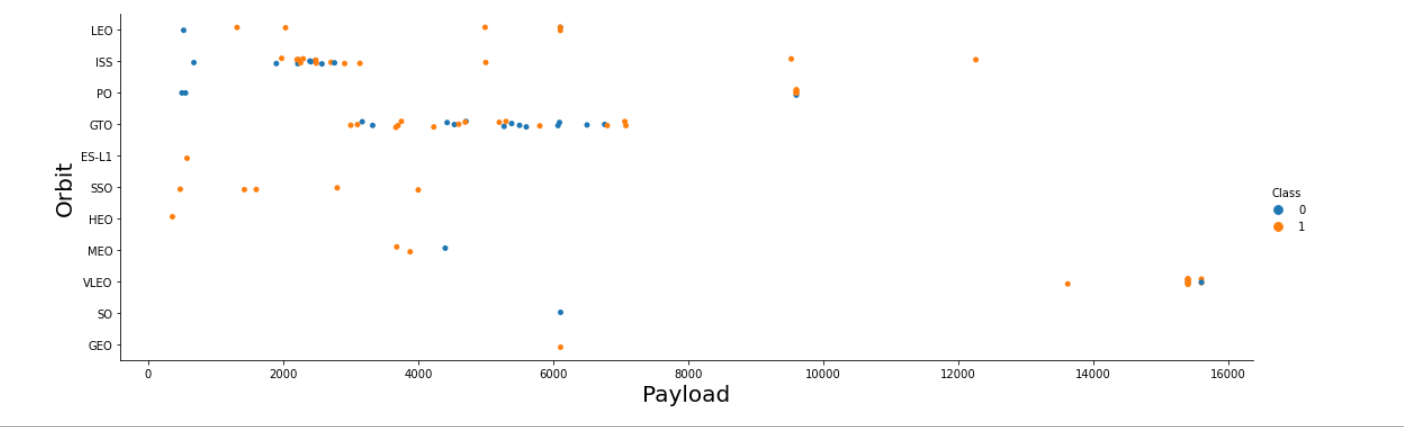 LEO
ISS
PO
GTO
ES-L1
SSO
HEO
MEO
VLEO
SO
GEO
Orbit
0 2000 4000 6000 8000 10000 12000 14000 16000
Payload
Class
0
1